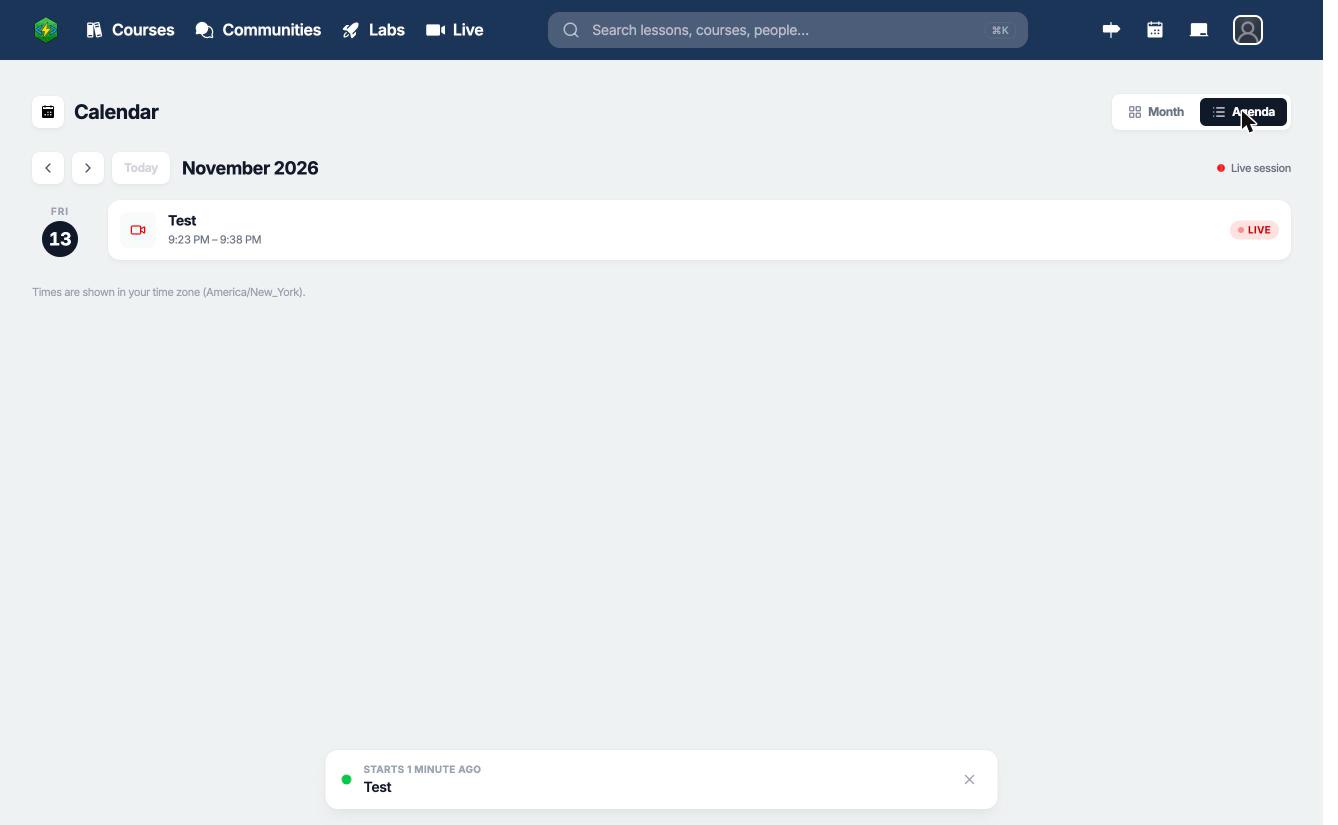 Courses
Communities
Labs
Live
Search lessons, courses, people...
⌘K
Calendar
Month
Agenda
Today
November 2026
Live session
FRI
13
Test
9:23 PM – 9:38 PM
LIVE
Times are shown in your time zone (America/New_York).
STARTS 1 MINUTE AGO
Test